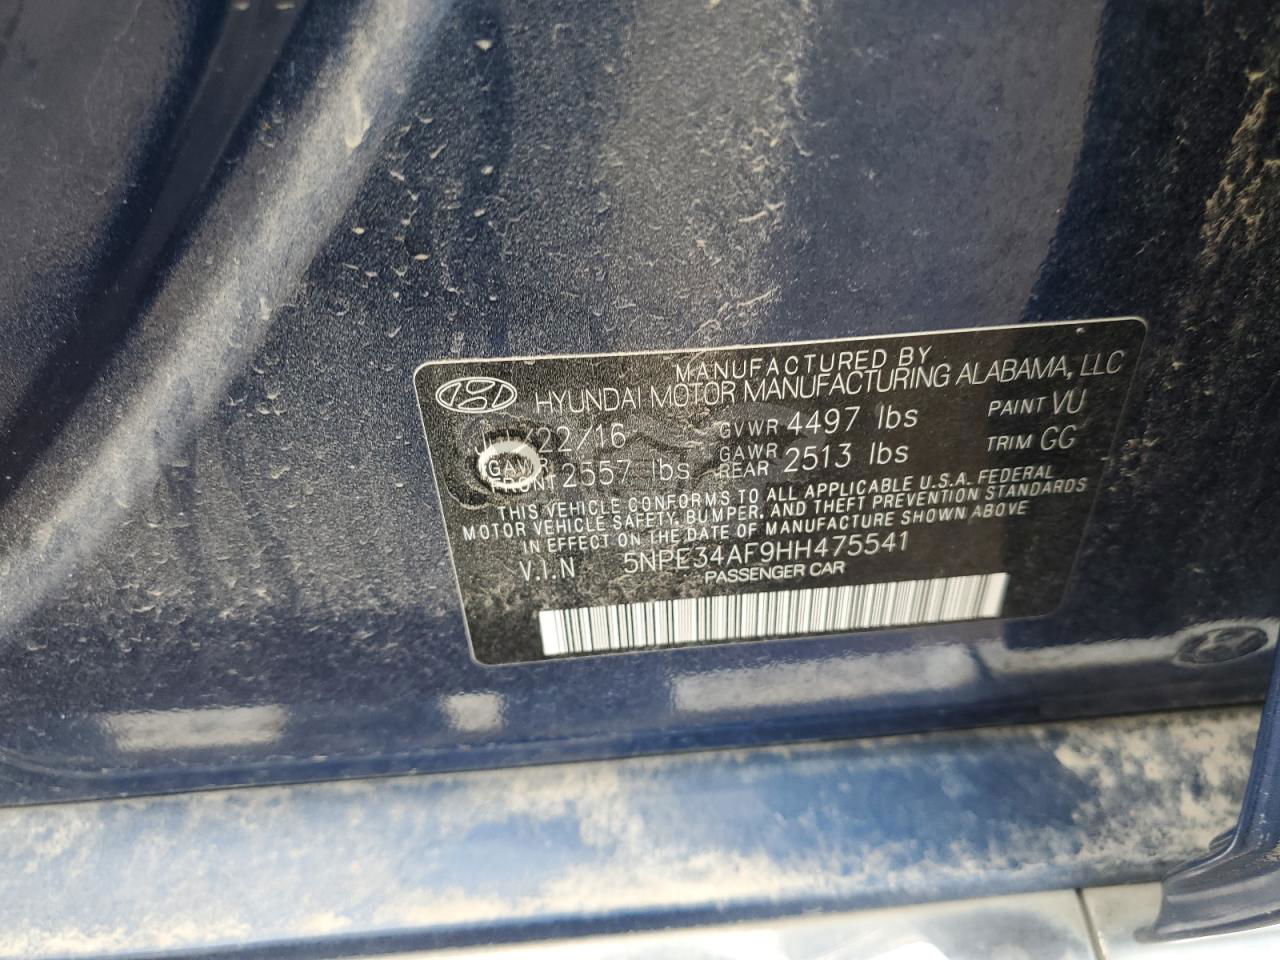 MANUFACTURED BY
HYUNDAI MOTOR MANUFACTURING ALABAMA, LLC
/22/16 GVWR 4497 lbs PAINT VU
GAWR FRONT 2557 lbs GAWR REAR 2513 lbs TRIM GG
THIS VEHICLE CONFORMS TO ALL APPLICABLE U.S.A. FEDERAL
MOTOR VEHICLE SAFETY, BUMPER, AND THEFT PREVENTION STANDARDS
IN EFFECT ON THE DATE OF MANUFACTURE SHOWN ABOVE
V.I.N 5NPE34AF9HH475541
PASSENGER CAR